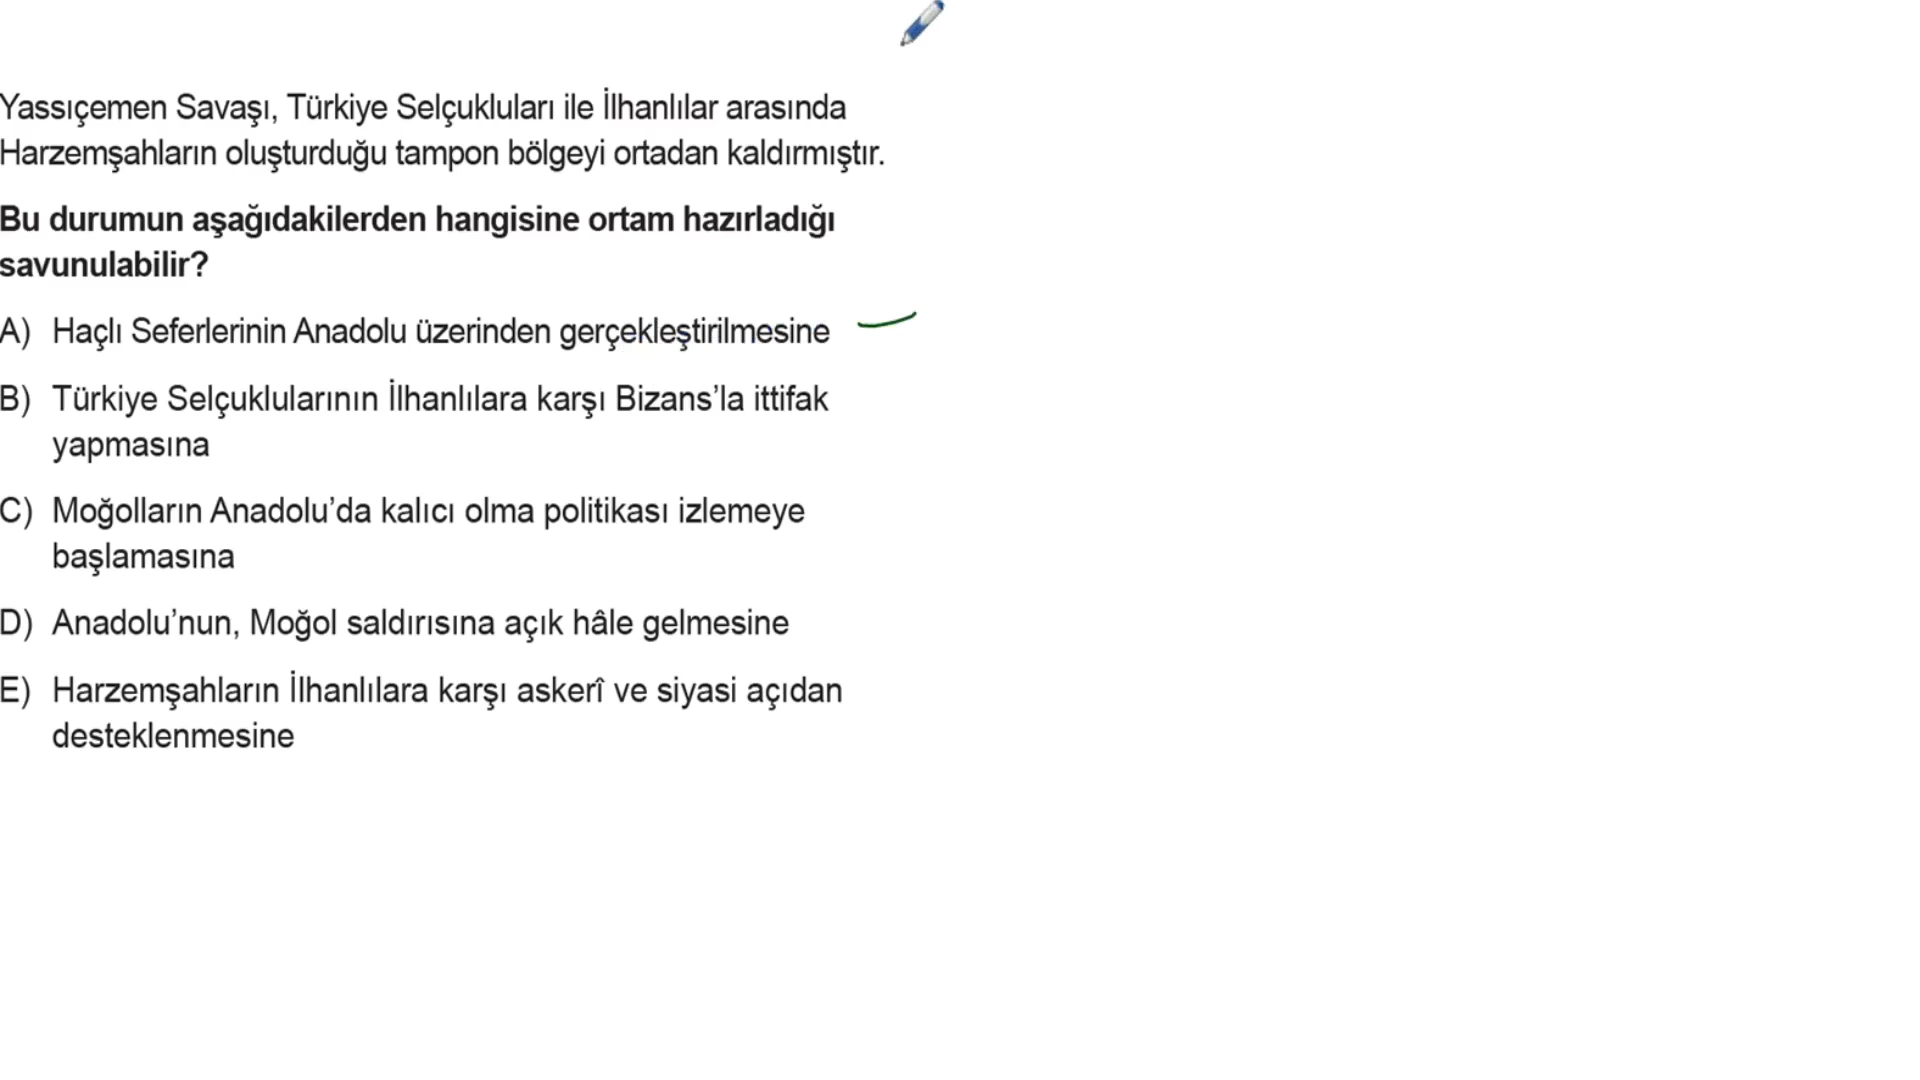 Yassıçemen Savaşı, Türkiye Selçukluları ile İlhanlılar arasında
Harzemşahların oluşturduğu tampon bölgeyi ortadan kaldırmıştır.
Bu durumun aşağıdakilerden hangisine ortam hazırladığı
savunulabilir?
A) Haçlı Seferlerinin Anadolu üzerinden gerçekleştirilmesine
B) Türkiye Selçuklularının İlhanlılara karşı Bizans’la ittifak
yapmasına
C) Moğolların Anadolu’da kalıcı olma politikası izlemeye
başlamasına
D) Anadolu’nun, Moğol saldırısına açık hâle gelmesine
E) Harzemşahların İlhanlılara karşı askerî ve siyasi açıdan
desteklenmesine